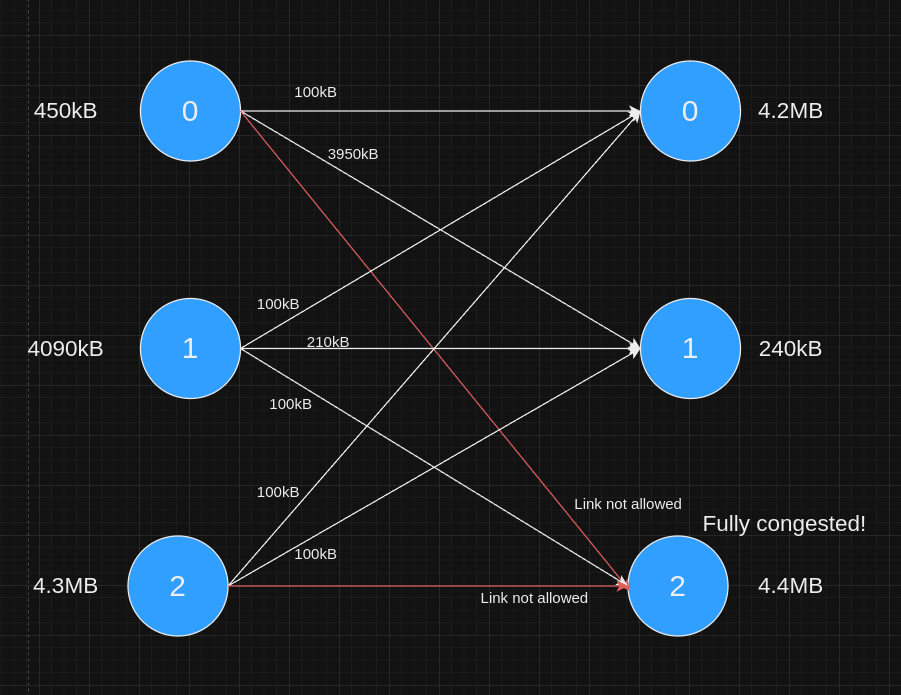 100kB
450kB
0
0
4.2MB
3950kB
100kB
210kB
4090kB
1
1
240kB
100kB
100kB
Link not allowed
Fully congested!
100kB
4.3MB
2
2
4.4MB
Link not allowed